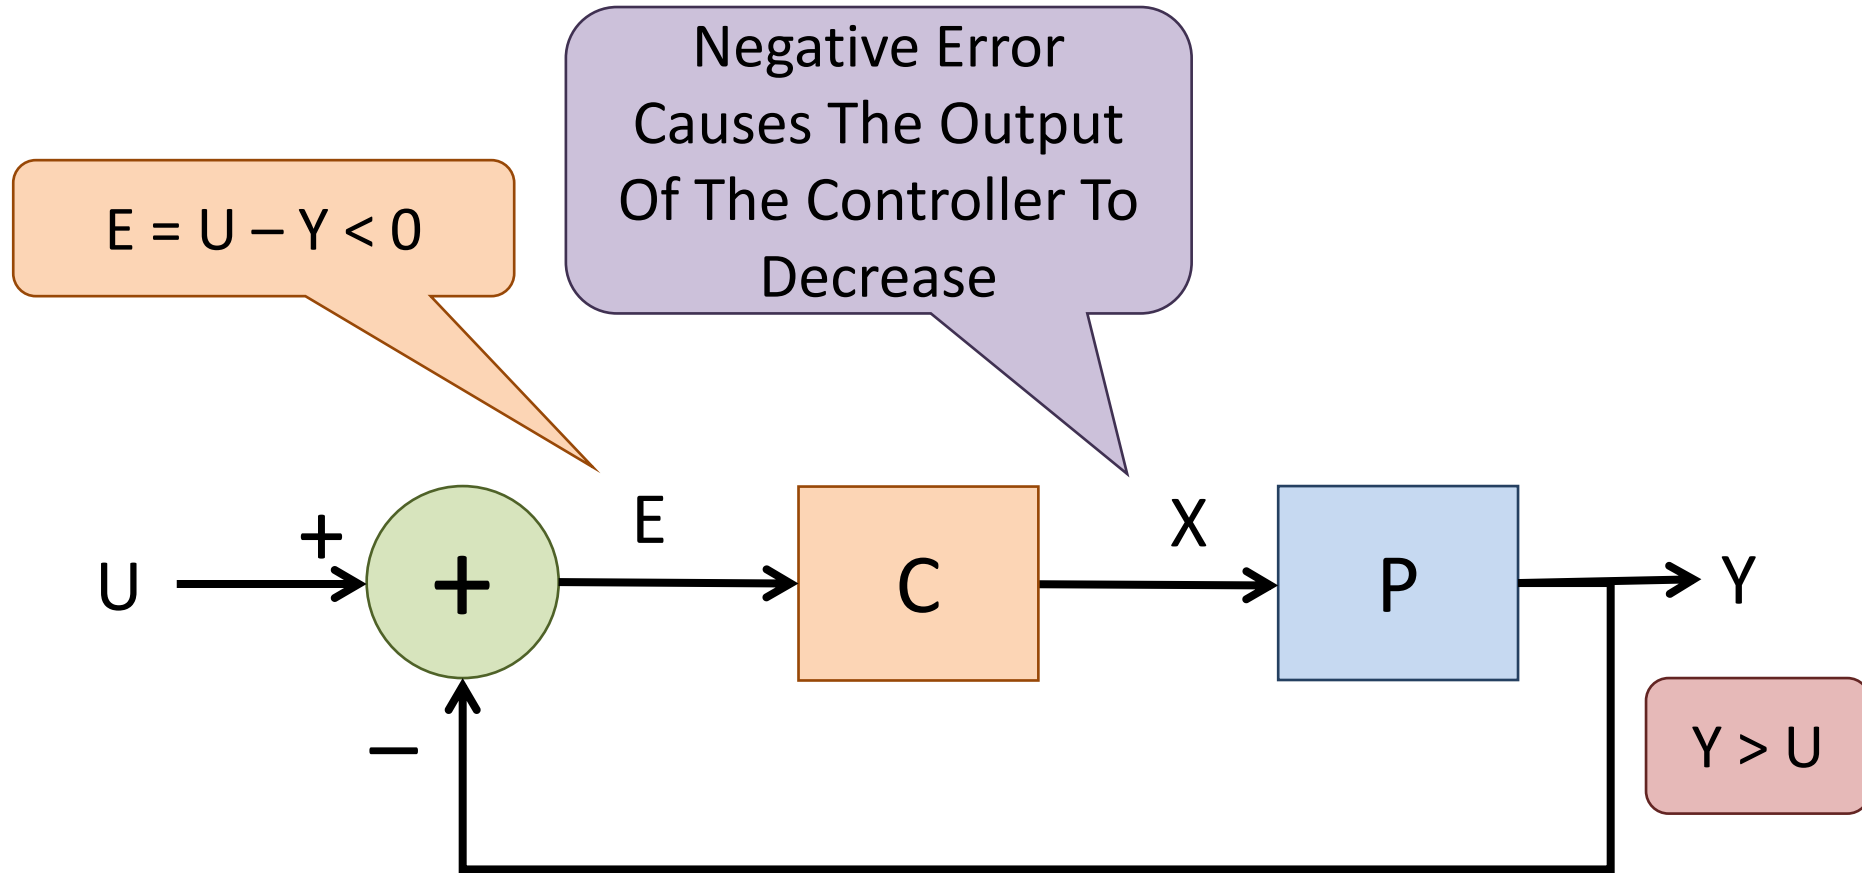 Negative Error
Causes The Output
Of The Controller To
Decrease
E = U – Y < 0
E
X
+
U
+
C
P
Y
–
Y > U